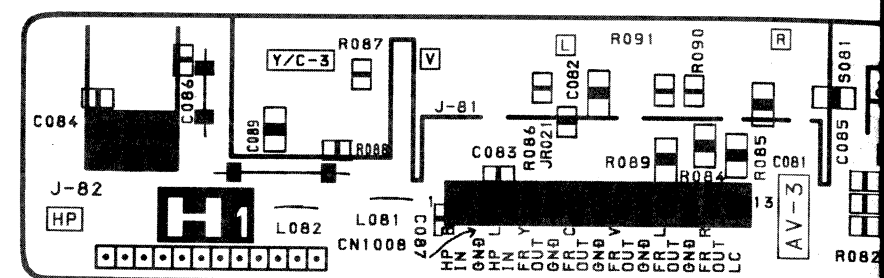 R087
L
R091
R090
R
Y/C-3
V
C086
C082
S081
C084
J-81
C089
R088
R086
JR021
C083
R089
R084
R085
C081
C085
J-82
HP
H1
L082
L081
CN1008
C087
1
13
AV-3
R082
HP R
IN
GND
HP L
IN
FR Y
OUT
GND
FR C
OUT
GND
FR V
OUT
GND
FR L
OUT
GND
FR R
OUT
LC